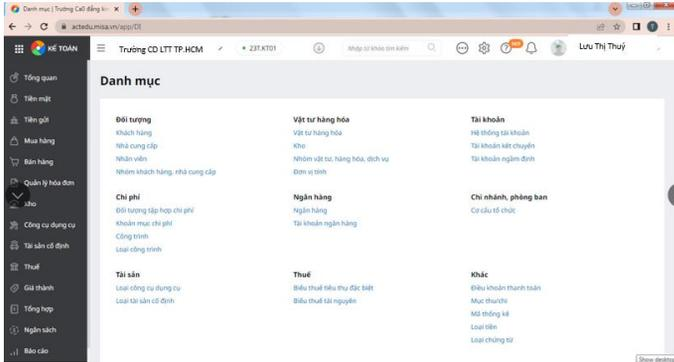 Danh mục | Trường Caô đẳng kin
actedu.misa.vn/app/DI
KẾ TOÁN
Trường CD LTT TP.HCM
23T.KT01
Nhập từ khóa tìm kiếm
Lưu Thị Thuý
Tổng quan
Tiền mặt
Tiền gửi
Mua hàng
Bán hàng
Quản lý hóa đơn
Kho
Công cụ dụng cụ
Tài sản cố định
Thuế
Giá thành
Tổng hợp
Ngân sách
Báo cáo
Danh mục
Đối tượng
Khách hàng
Nhà cung cấp
Nhân viên
Nhóm khách hàng, nhà cung cấp
Vật tư hàng hóa
Vật tư hàng hóa
Kho
Nhóm vật tư, hàng hóa, dịch vụ
Đơn vị tính
Tài khoản
Hệ thống tài khoản
Tài khoản kết chuyển
Tài khoản ngầm định
Chi phí
Đối tượng tập hợp chi phí
Khoản mục chi phí
Công trình
Loại công trình
Ngân hàng
Ngân hàng
Tài khoản ngân hàng
Chi nhánh, phòng ban
Cơ cấu tổ chức
Tài sản
Loại công cụ dụng cụ
Loại tài sản cố định
Thuế
Biểu thuế tiêu thụ đặc biệt
Biểu thuế tài nguyên
Khác
Điều khoản thanh toán
Mục thu/chi
Mã thống kê
Loại tiền
Loại chứng từ
Show desktop